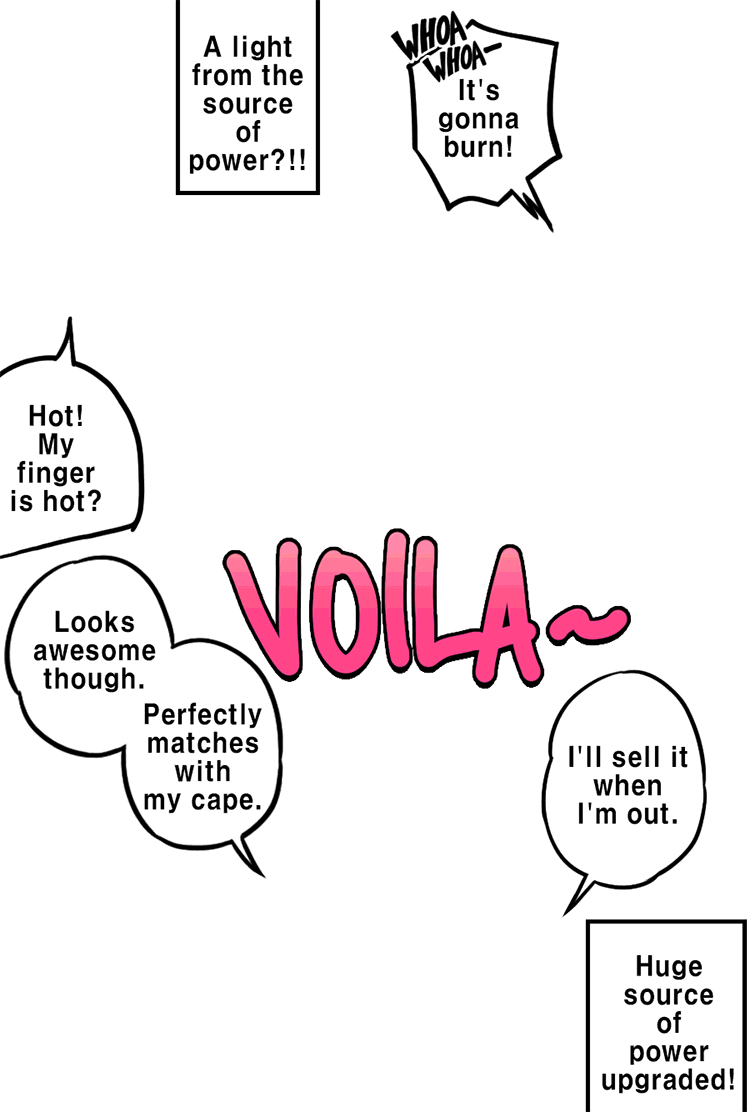 A light
from the
source
of
power?!!
WHOA
WHOA~
It's
gonna
burn!
Hot!
My
finger
is hot?
VOILA~
Looks
awesome
though.
Perfectly
matches
with
my cape.
I'll sell it
when
I'm out.
Huge
source
of
power
upgraded!